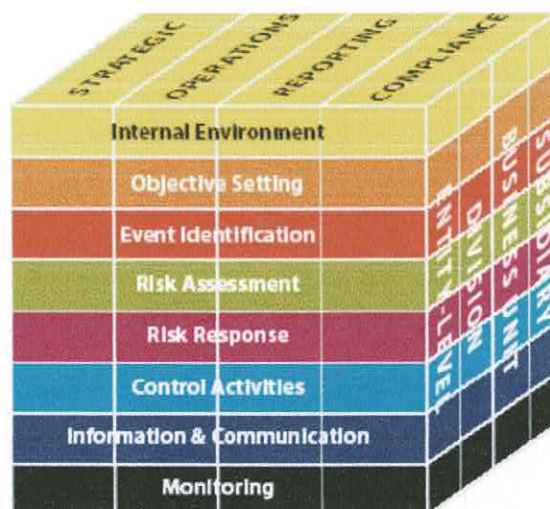 STRATEGIC
OPERATIONS
REPORTING
COMPLIANCE
Internal Environment
Objective Setting
Event Identification
Risk Assessment
Risk Response
Control Activities
Information & Communication
Monitoring
ENTITY-LEVEL
DIVISION
BUSINESS UNIT
SUBSIDIARY